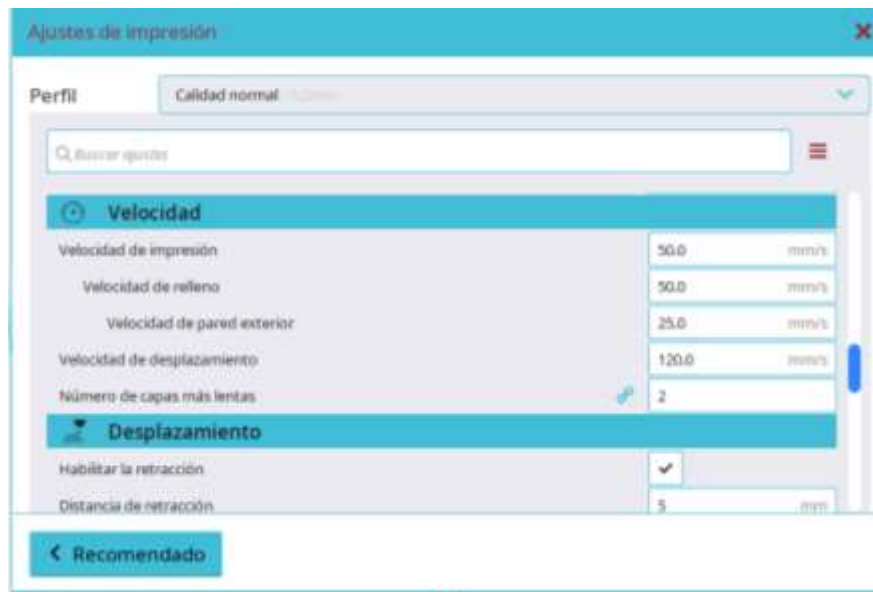 Ajustes de impresión
Perfil Calidad normal
Buscar ajustes
Velocidad
Velocidad de impresión 50.0 mm/s
Velocidad de relleno 50.0 mm/s
Velocidad de pared exterior 25.0 mm/s
Velocidad de desplazamiento 120.0 mm/s
Número de capas más lentas 2
Desplazamiento
Habilitar la retracción
Distancia de retracción 5 mm
Recomendado